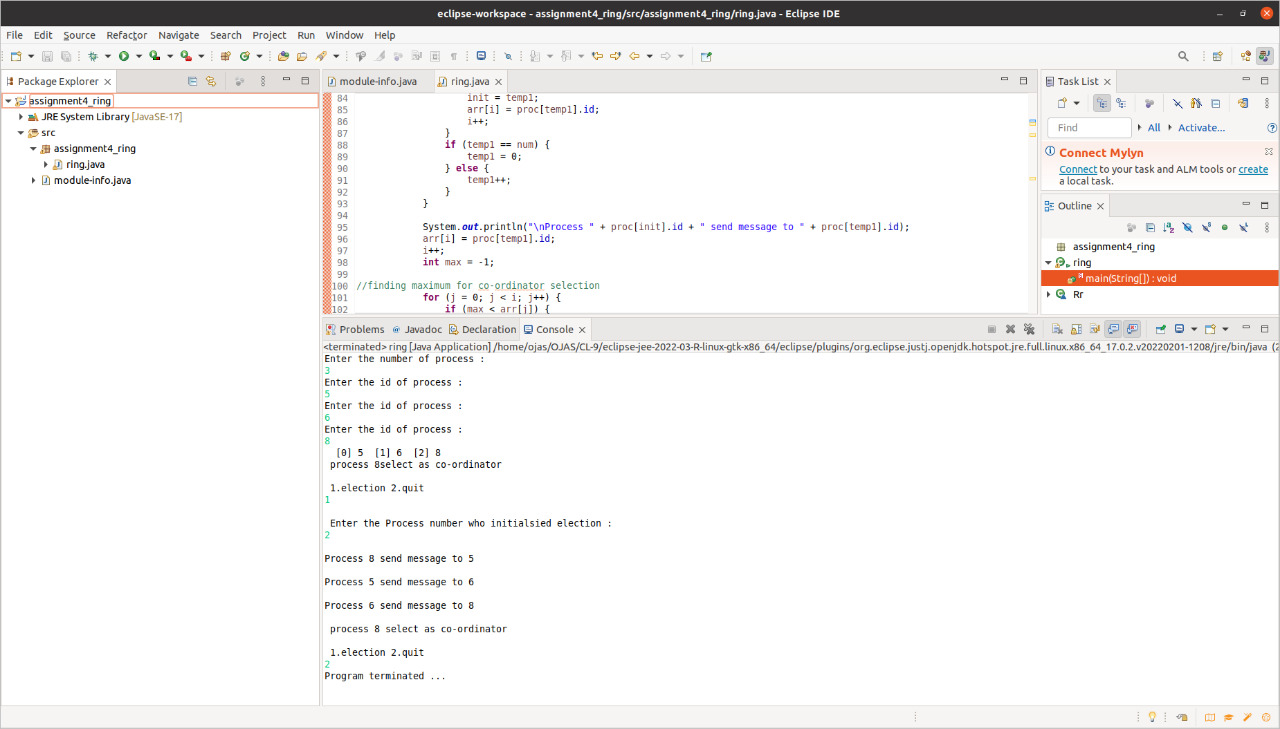 eclipse-workspace - assignment4_ring/src/assignment4_ring/ring.java - Eclipse IDE
File Edit Source Refactor Navigate Search Project Run Window Help
Package Explorer
assignment4_ring
JRE System Library [JavaSE-17]
src
assignment4_ring
ring.java
module-info.java
module-info.java ring.java
84 init = temp1;
85 arr[i] = proc[temp1].id;
86 i++;
87 }
88 if (temp1 == num) {
89 temp1 = 0;
90 } else {
91 temp1++;
92 }
93 }
94
95 System.out.println("\nProcess " + proc[init].id + " send message to " + proc[temp1].id);
96 arr[i] = proc[temp1].id;
97 i++;
98 int max = -1;
99
100 //finding maximum for co-ordinator selection
101 for (j = 0; j < i; j++) {
102 if (max < arr[j]) {
Task List
Find All Activate...
Connect Mylyn
Connect to your task and ALM tools or create
a local task.
Outline
assignment4_ring
ring
main(String[]) : void
Rr
Problems Javadoc Declaration Console
<terminated> ring [Java Application] /home/ojas/OJAS/CL-9/eclipse-jee-2022-03-R-linux-gtk-x86_64/eclipse/plugins/org.eclipse.justj.openjdk.hotspot.jre.full.linux.x86_64_17.0.2.v20220201-1208/jre/bin/java (2
Enter the number of process :
3
Enter the id of process :
5
Enter the id of process :
6
Enter the id of process :
8
[0] 5 [1] 6 [2] 8
process 8select as co-ordinator
1.election 2.quit
1
Enter the Process number who initialsied election :
2
Process 8 send message to 5
Process 5 send message to 6
Process 6 send message to 8
process 8 select as co-ordinator
1.election 2.quit
2
Program terminated ...